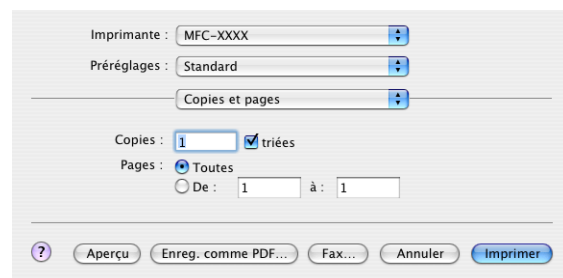 Imprimante : MFC-XXXX
Préréglages : Standard
Copies et pages
Copies : 1 triées
Pages : Toutes
De : 1 à : 1
? Aperçu Enreg. comme PDF... Fax... Annuler Imprimer